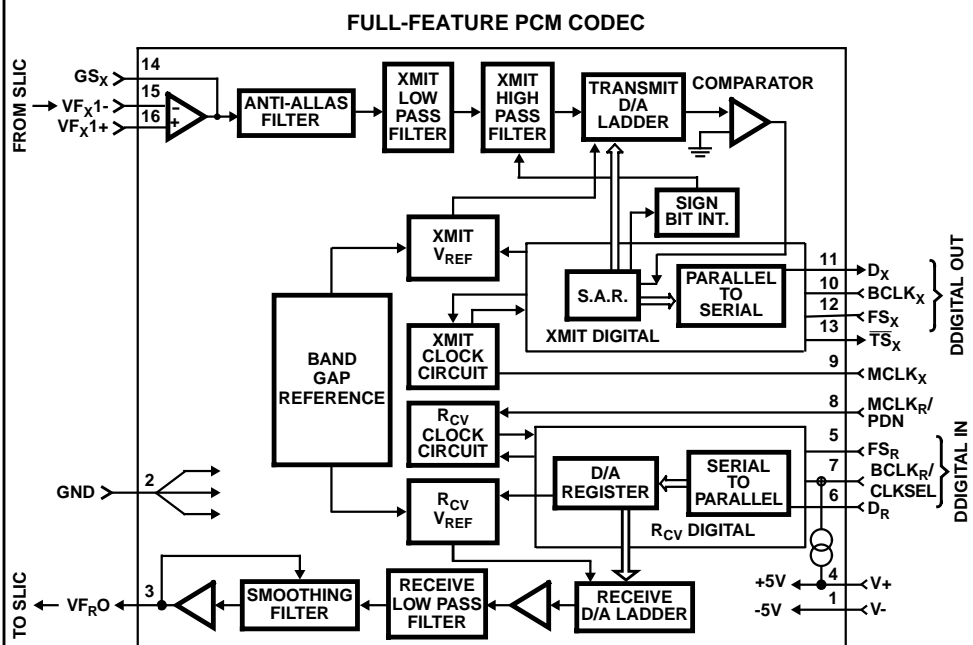 FULL-FEATURE PCM CODEC
FROM SLIC
GSX
14
VFX1-
15
VFX1+
16
–
+
ANTI-ALLAS
FILTER
XMIT
LOW
PASS
FILTER
XMIT
HIGH
PASS
FILTER
TRANSMIT
D/A
LADDER
COMPARATOR
SIGN
BIT INT.
XMIT
VREF
S.A.R.
PARALLEL
TO
SERIAL
XMIT DIGITAL
11
DX
10
BCLKX
12
FSX
13
TSX
DDIGITAL OUT
BAND
GAP
REFERENCE
XMIT
CLOCK
CIRCUIT
9
MCLKX
RCV
CLOCK
CIRCUIT
8
MCLKR/
PDN
5
FSR
7
BCLKR/
CLKSEL
6
DR
DDIGITAL IN
D/A
REGISTER
SERIAL
TO
PARALLEL
RCV DIGITAL
GND
2
RCV
VREF
TO SLIC
VFRO
3
SMOOTHING
FILTER
RECEIVE
LOW PASS
FILTER
RECEIVE
D/A LADDER
+5V
4
V+
-5V
1
V-